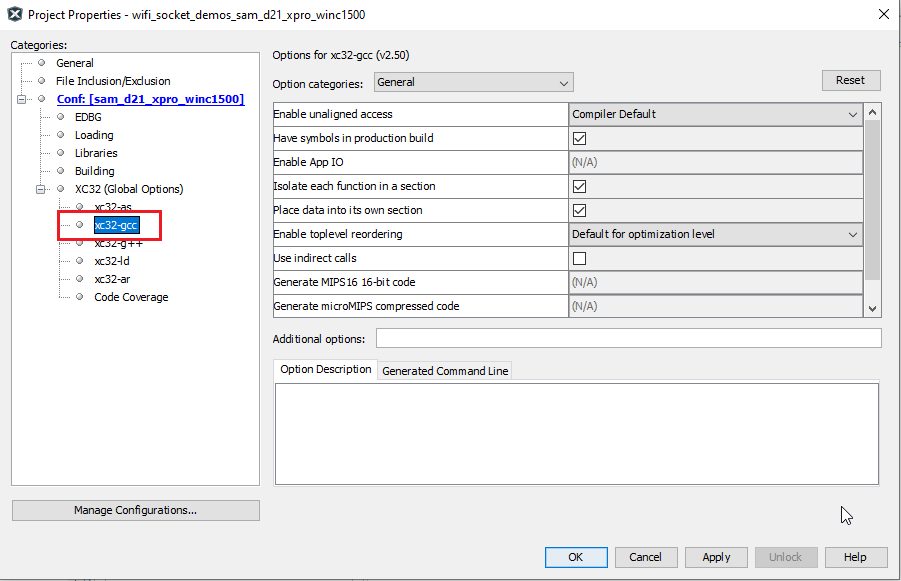 Project Properties - wifi_socket_demos_sam_d21_xpro_winc1500
Categories:
General
File Inclusion/Exclusion
Conf: [sam_d21_xpro_winc1500]
EDBG
Loading
Libraries
Building
XC32 (Global Options)
xc32-as
xc32-gcc
xc32-g++
xc32-ld
xc32-ar
Code Coverage
Manage Configurations...
Options for xc32-gcc (v2.50)
Option categories: General Reset
Enable unaligned access Compiler Default
Have symbols in production build
Enable App IO (N/A)
Isolate each function in a section
Place data into its own section
Enable toplevel reordering Default for optimization level
Use indirect calls
Generate MIPS16 16-bit code (N/A)
Generate microMIPS compressed code (N/A)
Additional options:
Option Description Generated Command Line
OK Cancel Apply Unlock Help